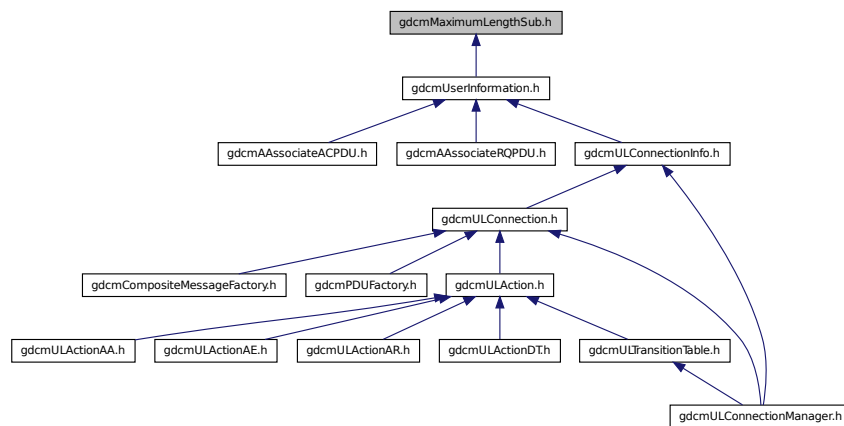 gdcmMaximumLengthSub.h
gdcmUserInformation.h
gdcmAAssociateACPDU.h
gdcmAAssociateRQPDU.h
gdcmULConnectionInfo.h
gdcmULConnection.h
gdcmCompositeMessageFactory.h
gdcmPDUFactory.h
gdcmULAction.h
gdcmULActionAA.h
gdcmULActionAE.h
gdcmULActionAR.h
gdcmULActionDT.h
gdcmULTransitionTable.h
gdcmULConnectionManager.h